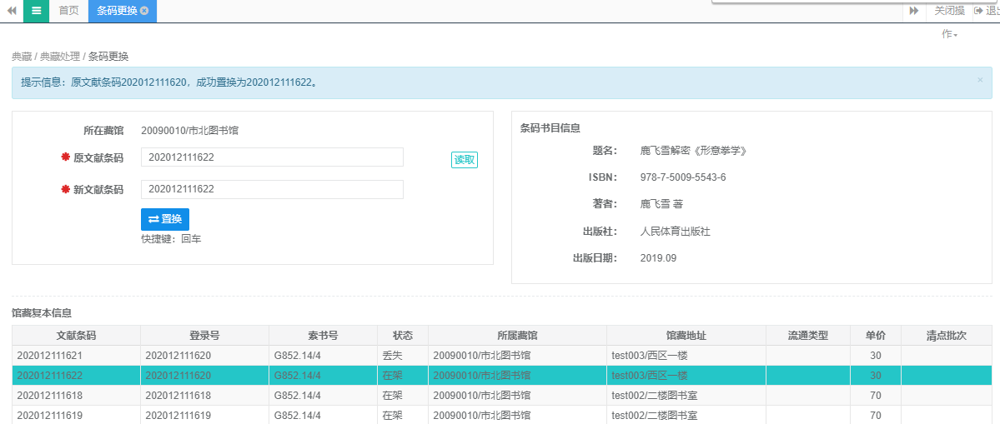 首页 条码更换 关闭操作 退出
典藏 / 典藏处理 / 条码更换
提示信息：原文献条码202012111620，成功置换为202012111622。
×
所在藏馆 20090010/市北图书馆
原文献条码 202012111622 读取
新文献条码 202012111622
置换
快捷键：回车
条码书目信息
题名： 鹿飞雪解密《形意拳学》
ISBN： 978-7-5009-5543-6
著者： 鹿飞雪 著
出版社： 人民体育出版社
出版日期： 2019.09
馆藏复本信息
文献条码 登录号 索书号 状态 所属藏馆 馆藏地址 流通类型 单价 清点批次
202012111621 202012111620 G852.14/4 丢失 20090010/市北图书馆 test003/西区一楼 30
202012111622 202012111620 G852.14/4 在架 20090010/市北图书馆 test003/西区一楼 30
202012111618 202012111618 G852.14/4 在架 20090010/市北图书馆 test002/二楼图书室 70
202012111619 202012111619 G852.14/4 在架 20090010/市北图书馆 test002/二楼图书室 70